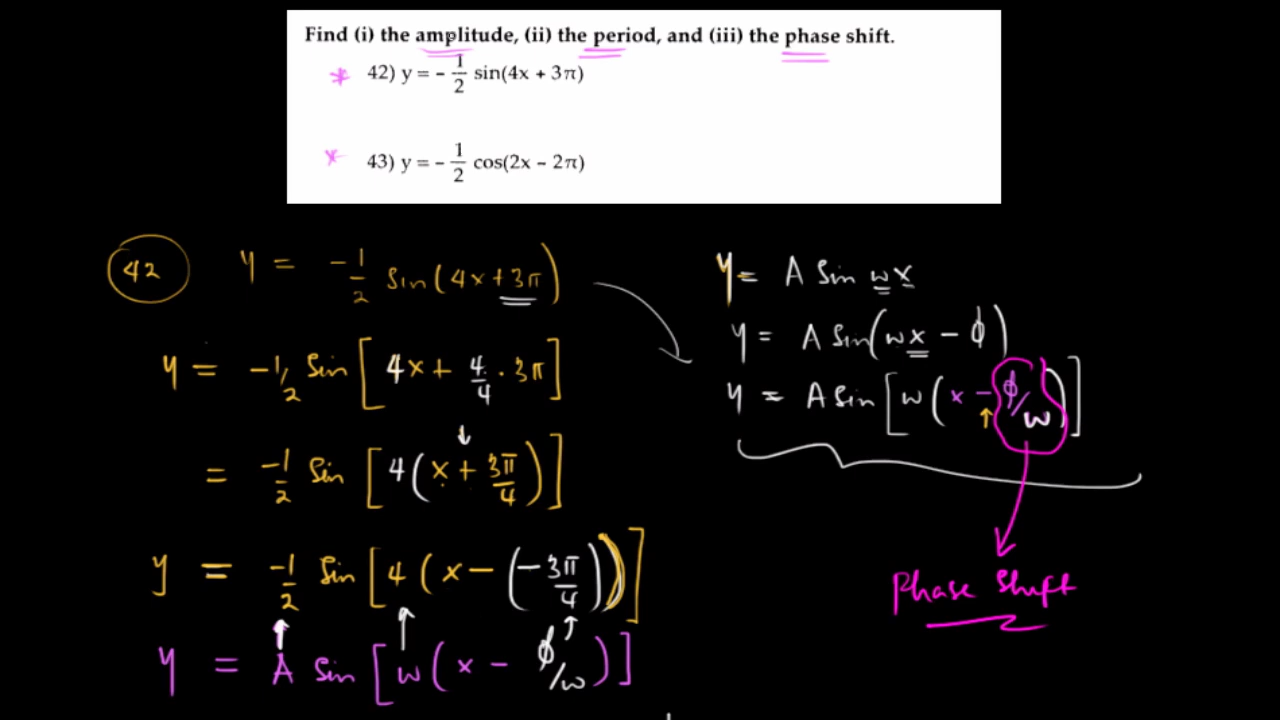 Find (i) the amplitude, (ii) the period, and (iii) the phase shift.
* 42) y = - 1/2 sin(4x + 3π)
* 43) y = - 1/2 cos(2x - 2π)
42 y = -1/2 Sin(4x+3π)
y = -1/2 Sin[4x + 4/4 · 3π]
= -1/2 Sin[4(x + 3π/4)]
y = -1/2 Sin[4(x - (-3π/4))]
y = A Sin[w(x - ϕ/w)]
y = A Sin wx
y = A Sin(wx - ϕ)
y = A Sin[w(x - ϕ/w)]
Phase Shift